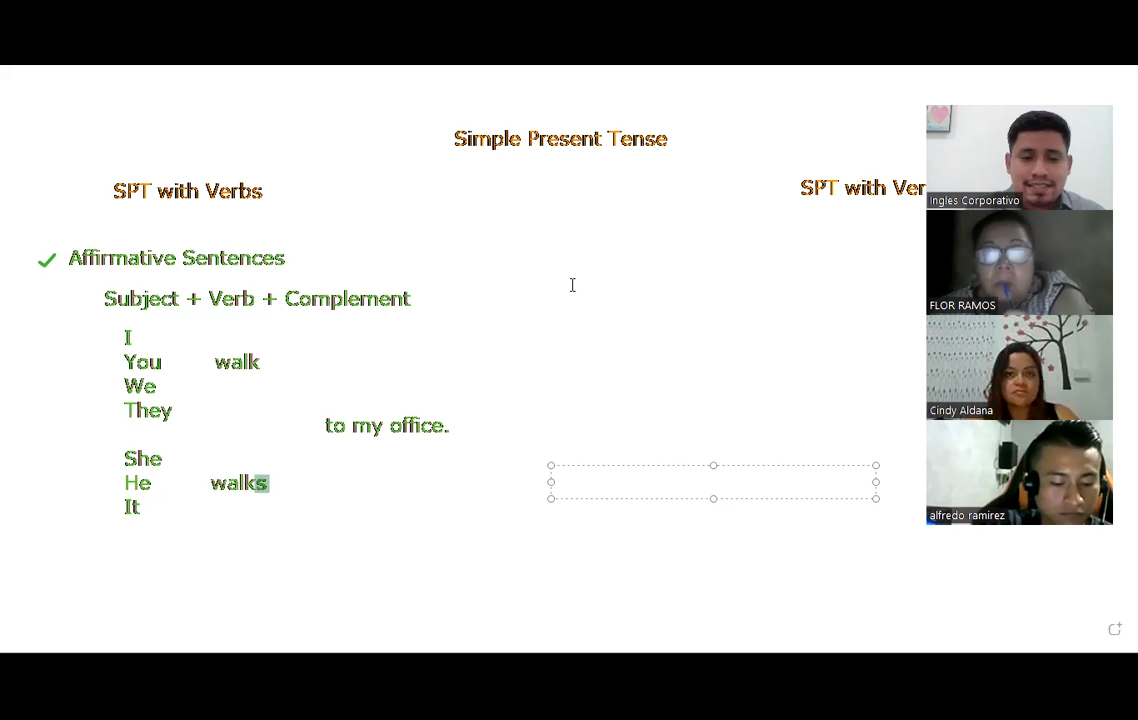 Simple Present Tense
SPT with Verbs
SPT with Ver
Affirmative Sentences
Subject + Verb + Complement
I
You walk
We
They
to my office.
She
He walks
It
Ingles Corporativo
FLOR RAMOS
Cindy Aldana
alfredo ramirez